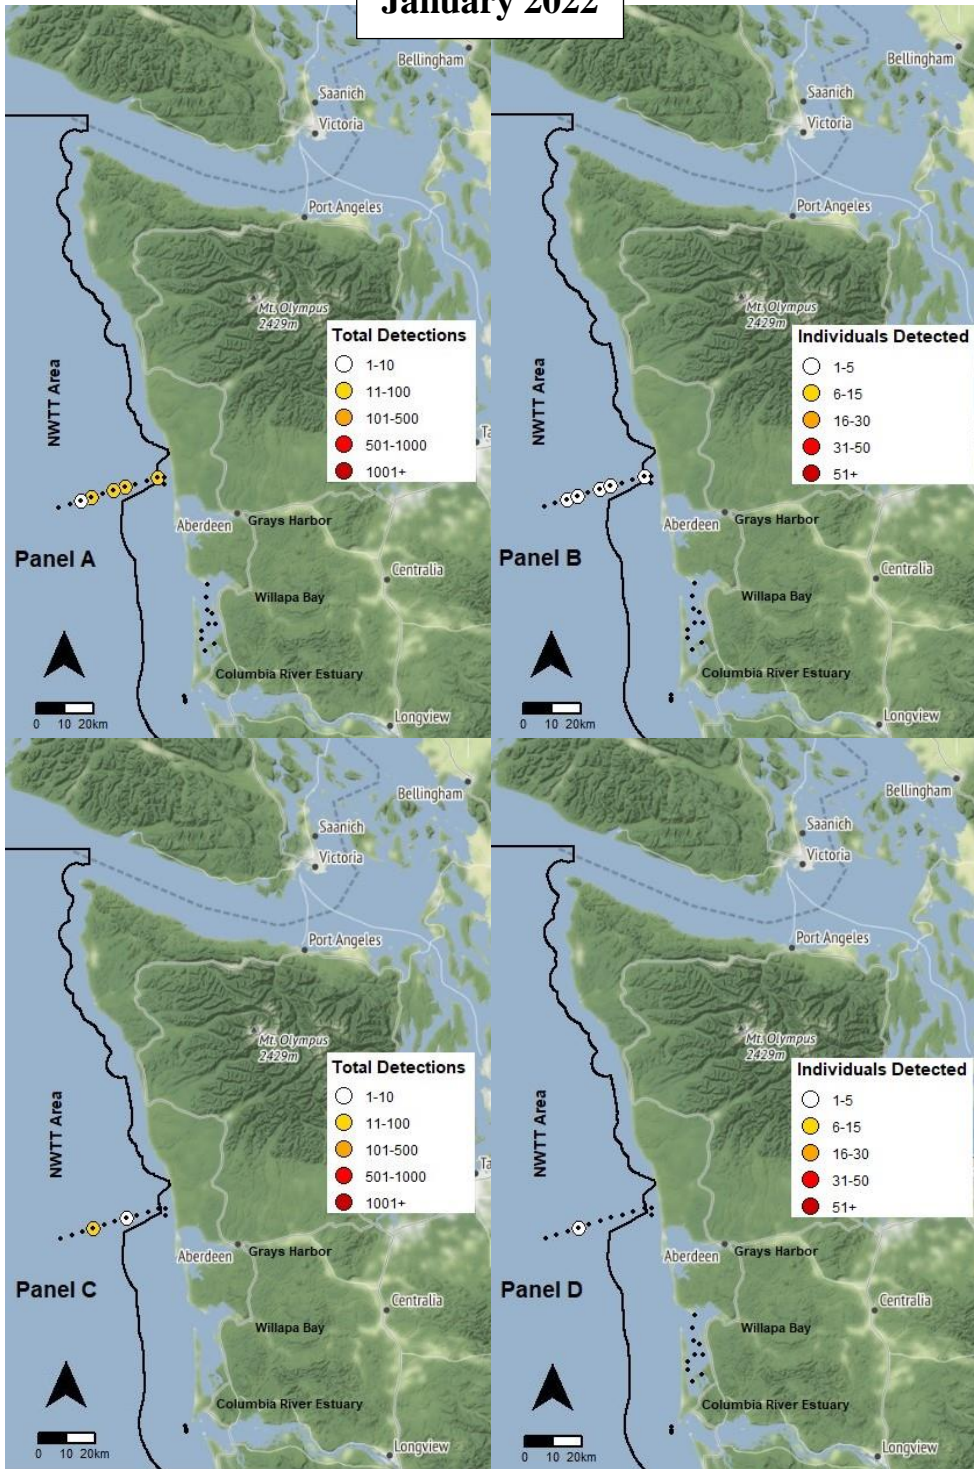 January 2022
Bellingham
Saanich
Victoria
Port Angeles
Mt. Olympus
2429m
Total Detections
1-10
11-100
101-500
501-1000
1001+
Ta
NWTT Area
Aberdeen
Grays Harbor
Panel A
Centralia
Willapa Bay
Columbia River Estuary
0 10 20km
Longview
Bellingham
Saanich
Victoria
Port Angeles
Mt. Olympus
2429m
Individuals Detected
1-5
6-15
16-30
31-50
51+
NWTT Area
Aberdeen
Grays Harbor
Panel B
Centralia
Willapa Bay
Columbia River Estuary
0 10 20km
Longview
Bellingham
Saanich
Victoria
Port Angeles
Mt. Olympus
2429m
Total Detections
1-10
11-100
101-500
501-1000
1001+
Ta
NWTT Area
Aberdeen
Grays Harbor
Panel C
Centralia
Willapa Bay
Columbia River Estuary
0 10 20km
Longview
Bellingham
Saanich
Victoria
Port Angeles
Mt. Olympus
2429m
Individuals Detected
1-5
6-15
16-30
31-50
51+
NWTT Area
Aberdeen
Grays Harbor
Panel D
Centralia
Willapa Bay
Columbia River Estuary
0 10 20km
Longview